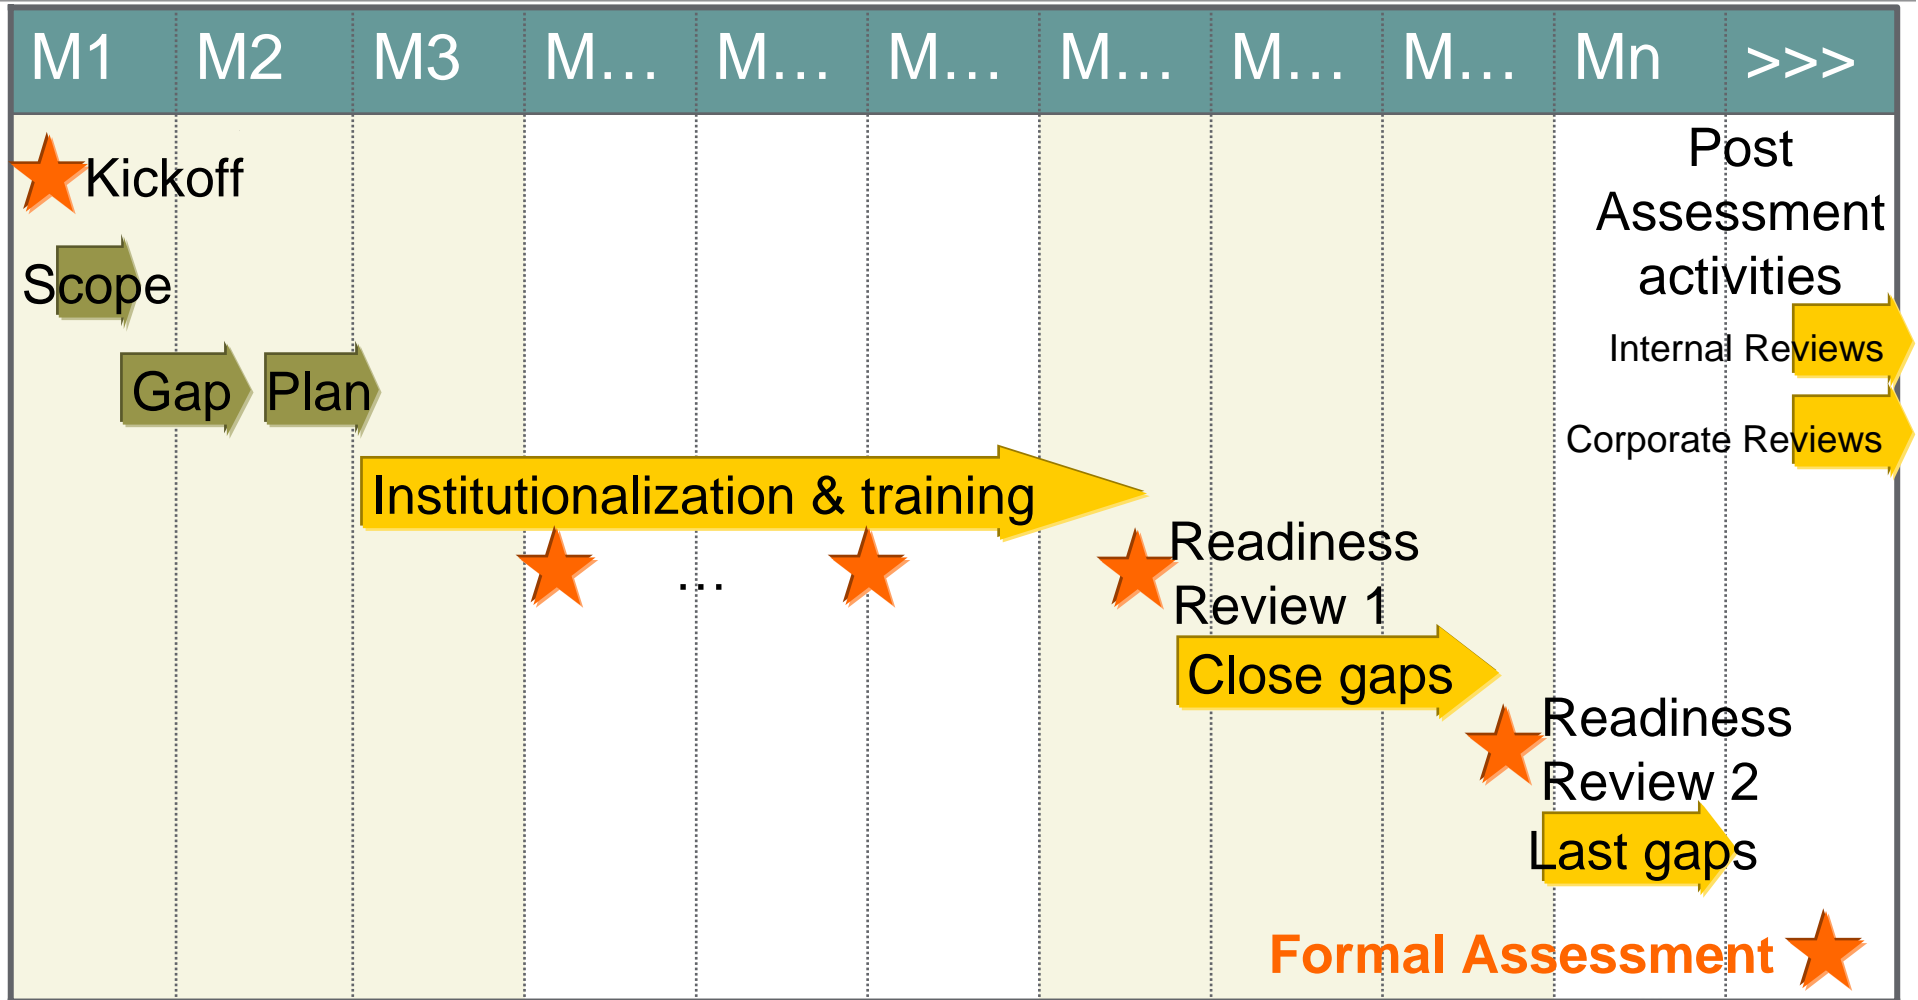 M1 M2 M3 M… M… M… M… M… M… Mn >>>
Kickoff
Scope
Gap Plan
Institutionalization & training
…
Readiness
Review 1
Close gaps
Readiness
Review 2
Last gaps
Formal Assessment
Post
Assessment
activities
Internal Reviews
Corporate Reviews